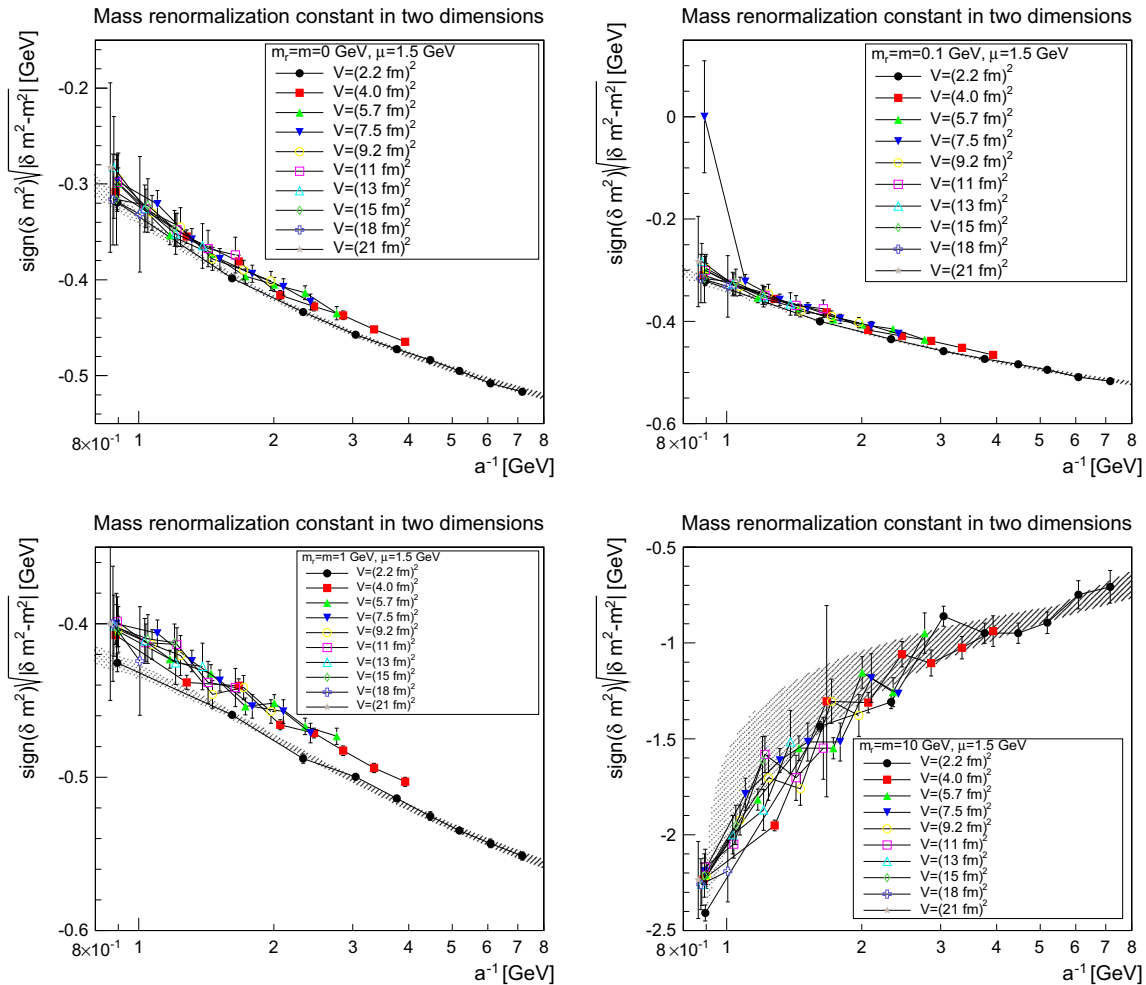 Mass renormalization constant in two dimensions
sign(δ m²)√|δ m²-m²| [GeV]
-0.2
-0.3
-0.4
-0.5
m_r=m=0 GeV, μ=1.5 GeV
V=(2.2 fm)²
V=(4.0 fm)²
V=(5.7 fm)²
V=(7.5 fm)²
V=(9.2 fm)²
V=(11 fm)²
V=(13 fm)²
V=(15 fm)²
V=(18 fm)²
V=(21 fm)²
8×10⁻¹ 1 2 3 4 5 6 7 8
a⁻¹ [GeV]
Mass renormalization constant in two dimensions
sign(δ m²)√|δ m²-m²| [GeV]
0
-0.2
-0.4
-0.6
m_r=m=0.1 GeV, μ=1.5 GeV
V=(2.2 fm)²
V=(4.0 fm)²
V=(5.7 fm)²
V=(7.5 fm)²
V=(9.2 fm)²
V=(11 fm)²
V=(13 fm)²
V=(15 fm)²
V=(18 fm)²
V=(21 fm)²
8×10⁻¹ 1 2 3 4 5 6 7 8
a⁻¹ [GeV]
Mass renormalization constant in two dimensions
sign(δ m²)√|δ m²-m²| [GeV]
-0.4
-0.5
-0.6
m_r=m=1 GeV, μ=1.5 GeV
V=(2.2 fm)²
V=(4.0 fm)²
V=(5.7 fm)²
V=(7.5 fm)²
V=(9.2 fm)²
V=(11 fm)²
V=(13 fm)²
V=(15 fm)²
V=(18 fm)²
V=(21 fm)²
8×10⁻¹ 1 2 3 4 5 6 7 8
a⁻¹ [GeV]
Mass renormalization constant in two dimensions
sign(δ m²)√|δ m²-m²| [GeV]
-0.5
-1
-1.5
-2
-2.5
m_r=m=10 GeV, μ=1.5 GeV
V=(2.2 fm)²
V=(4.0 fm)²
V=(5.7 fm)²
V=(7.5 fm)²
V=(9.2 fm)²
V=(11 fm)²
V=(13 fm)²
V=(15 fm)²
V=(18 fm)²
V=(21 fm)²
8×10⁻¹ 1 2 3 4 5 6 7 8
a⁻¹ [GeV]